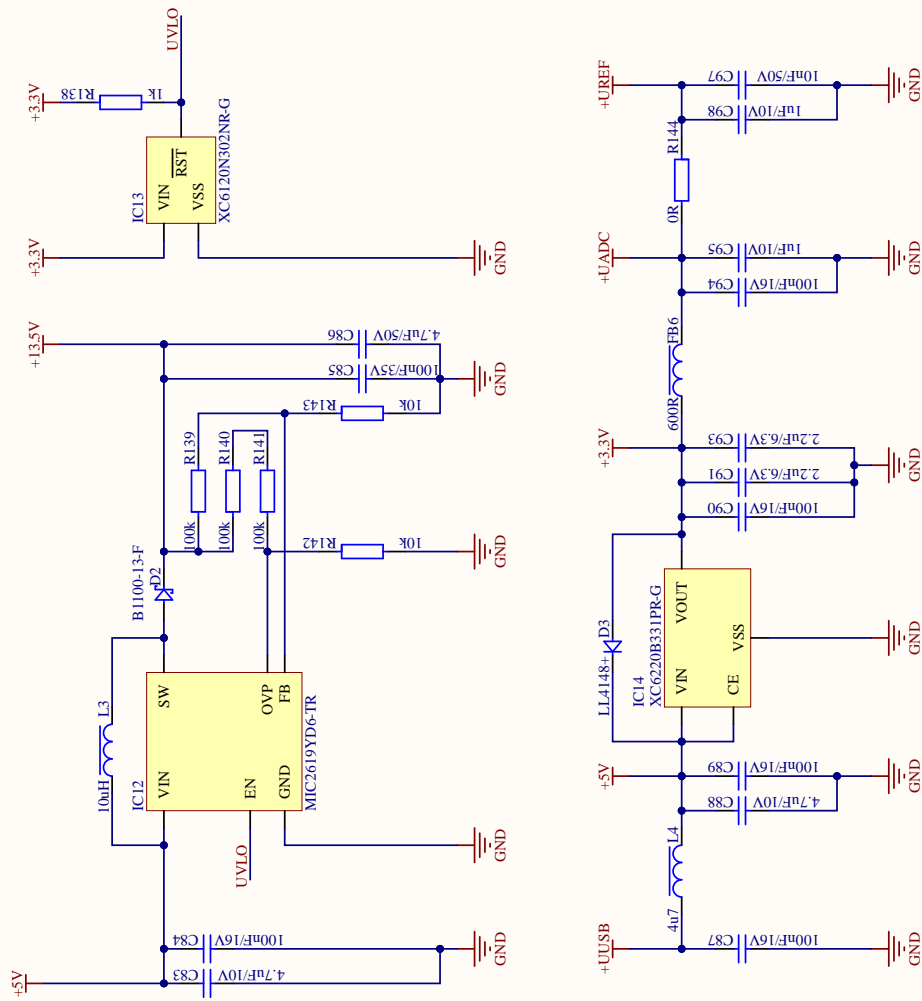 +5V
C83
4.7uF/10V
C84
100nF/16V
GND
L3
10uH
IC12
VIN
SW
EN
GND
OVP
FB
MIC2619YD6-TR
UVLO
GND
B1100-13-F
D2
R139
100k
R140
100k
R141
100k
R142
10k
GND
R143
10k
+13.5V
C85
100nF/35V
C86
4.7uF/50V
GND
+3.3V
+3.3V
R138
1k
UVLO
IC13
VIN
RST
VSS
XC6120N302NR-G
GND
+UUSB
C87
100nF/16V
GND
L4
4u7
+5V
C88
4.7uF/10V
C89
100nF/16V
GND
LL4148+
D3
IC14
XC6220B331PR-G
VIN
VOUT
CE
VSS
GND
+3.3V
C90
100nF/16V
C91
2.2uF/6.3V
C93
2.2uF/6.3V
GND
FB6
600R
+UADC
C94
100nF/16V
C95
1uF/10V
GND
R144
0R
+UREF
C98
1uF/10V
C97
10nF/50V
GND